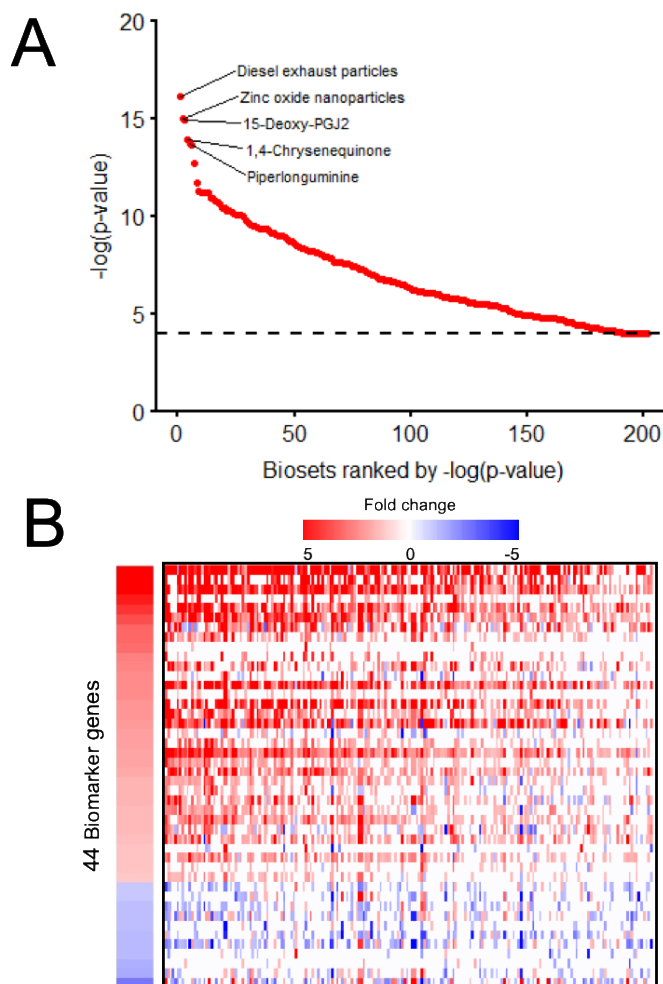 A
20
15
10
5
0
-log(p-value)
Diesel exhaust particles
Zinc oxide nanoparticles
15-Deoxy-PGJ2
1,4-Chrysenequinone
Piperlonguminine
0 50 100 150 200
Biosets ranked by -log(p-value)
B
Fold change
5 0 -5
44 Biomarker genes